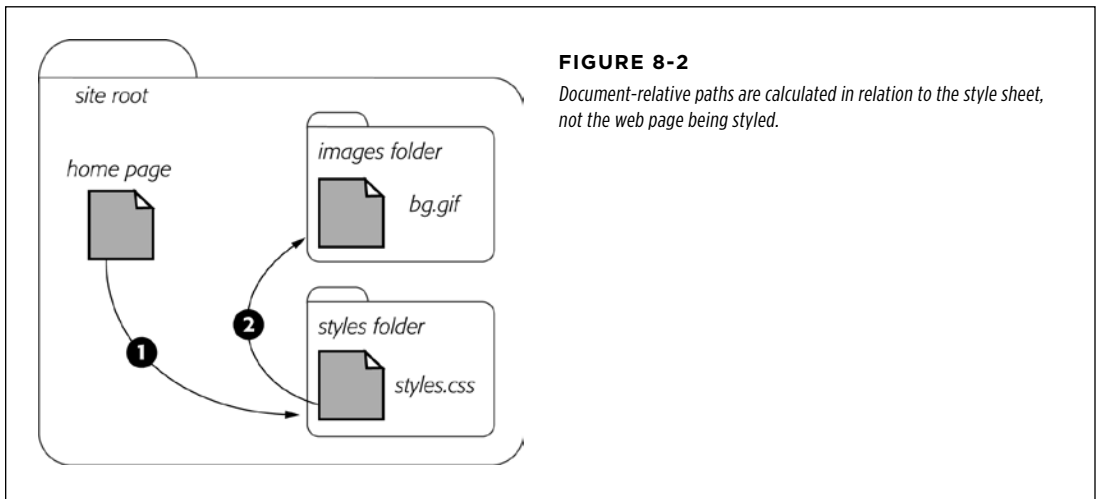 FIGURE 8-2
Document-relative paths are calculated in relation to the style sheet,
not the web page being styled.
site root
home page
images folder
bg.gif
2
1
styles folder
styles.css